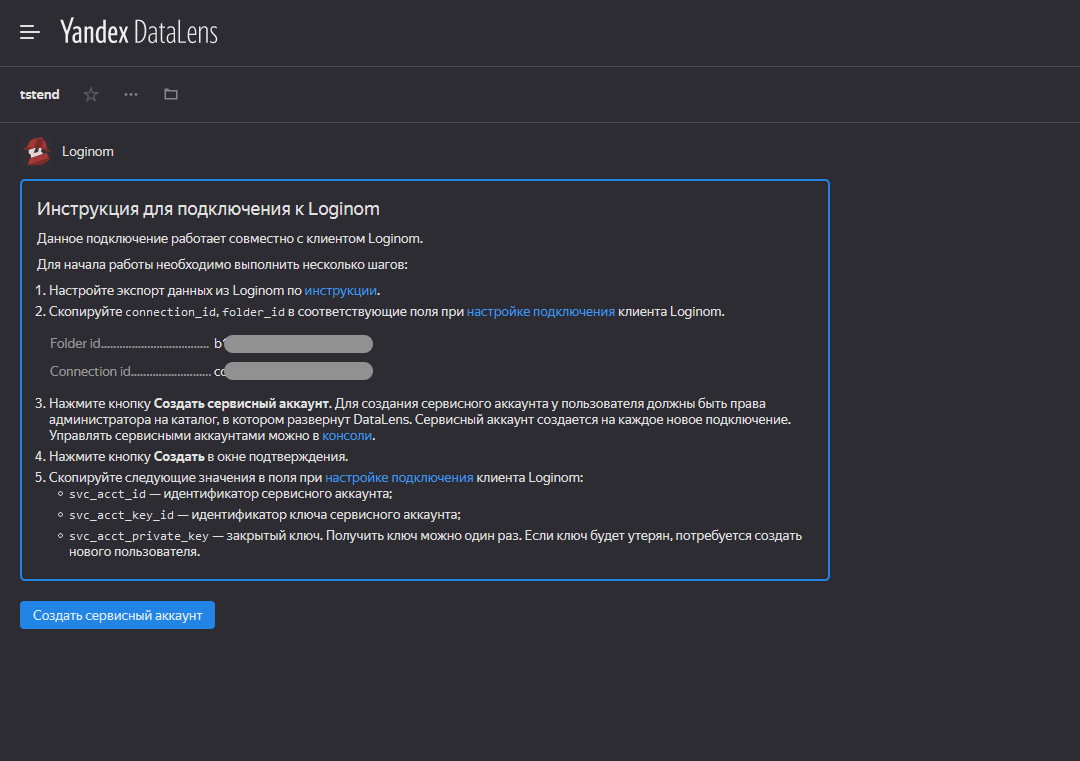 Yandex DataLens
tstend
Loginom
Инструкция для подключения к Loginom
Данное подключение работает совместно с клиентом Loginom.
Для начала работы необходимо выполнить несколько шагов:
1. Настройте экспорт данных из Loginom по инструкции.
2. Скопируйте connection_id, folder_id в соответствующие поля при настройке подключения клиента Loginom.
Folder id................................... b1
Connection id.......................... cc
3. Нажмите кнопку Создать сервисный аккаунт. Для создания сервисного аккаунта у пользователя должны быть права
администратора на каталог, в котором развернут DataLens. Сервисный аккаунт создается на каждое новое подключение.
Управлять сервисными аккаунтами можно в консоли.
4. Нажмите кнопку Создать в окне подтверждения.
5. Скопируйте следующие значения в поля при настройке подключения клиента Loginom:
svc_acct_id — идентификатор сервисного аккаунта;
svc_acct_key_id — идентификатор ключа сервисного аккаунта;
svc_acct_private_key — закрытый ключ. Получить ключ можно один раз. Если ключ будет утерян, потребуется создать
нового пользователя.
Создать сервисный аккаунт